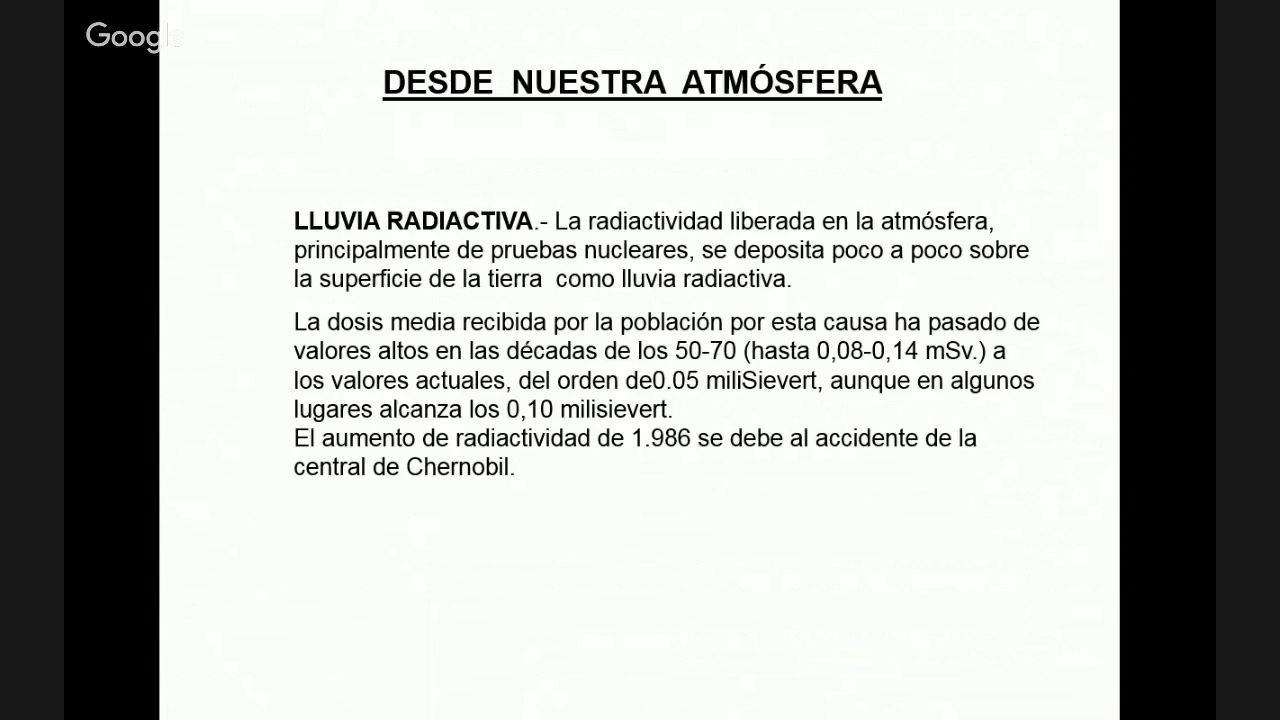 Google
DESDE NUESTRA ATMÓSFERA
LLUVIA RADIACTIVA.- La radiactividad liberada en la atmósfera,
principalmente de pruebas nucleares, se deposita poco a poco sobre
la superficie de la tierra como lluvia radiactiva.
La dosis media recibida por la población por esta causa ha pasado de
valores altos en las décadas de los 50-70 (hasta 0,08-0,14 mSv.) a
los valores actuales, del orden de0.05 miliSievert, aunque en algunos
lugares alcanza los 0,10 milisievert.
El aumento de radiactividad de 1.986 se debe al accidente de la
central de Chernobil.